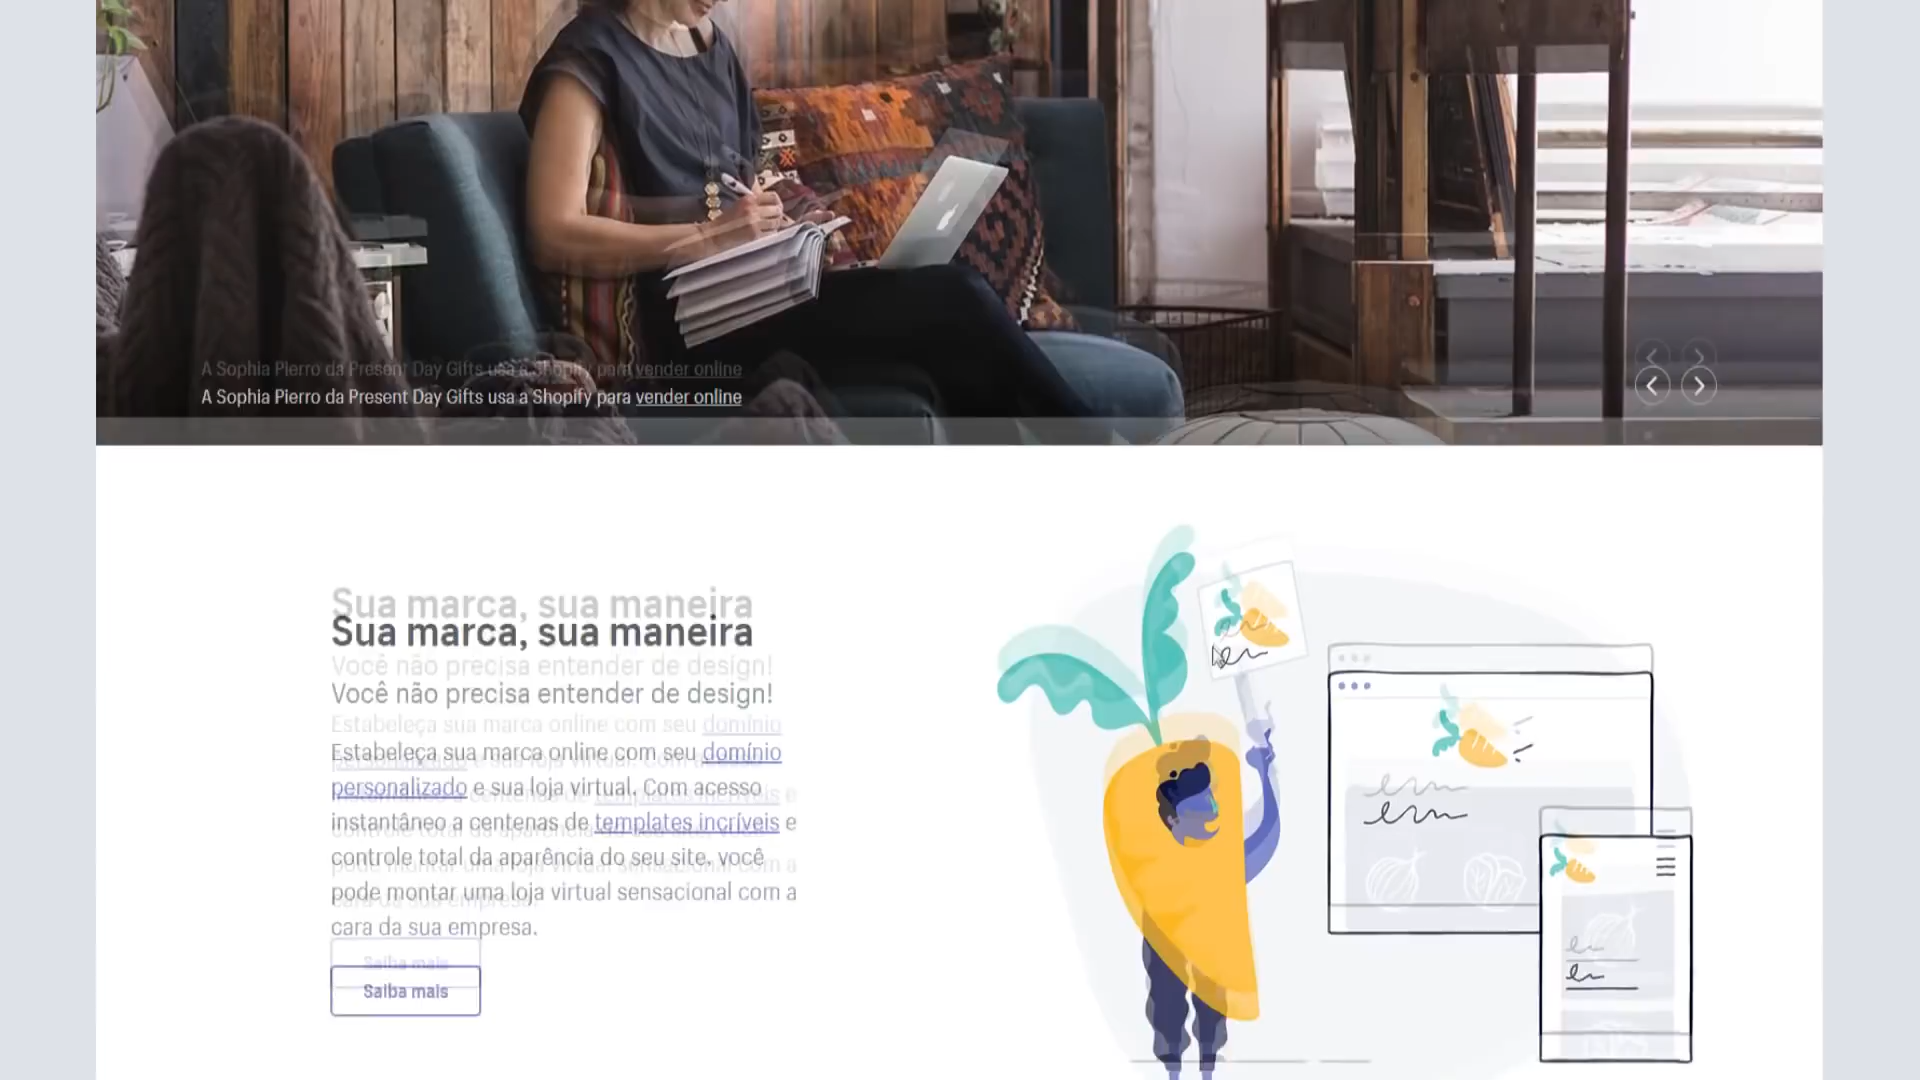 A Sophia Pierro da Present Day Gifts usa a Shopify para vender online
Sua marca, sua maneira
Você não precisa entender de design!
Estabeleça sua marca online com seu domínio
personalizado e sua loja virtual. Com acesso
instantâneo a centenas de templates incríveis e
controle total da aparência do seu site, você
pode montar uma loja virtual sensacional com a
cara da sua empresa.
Saiba mais